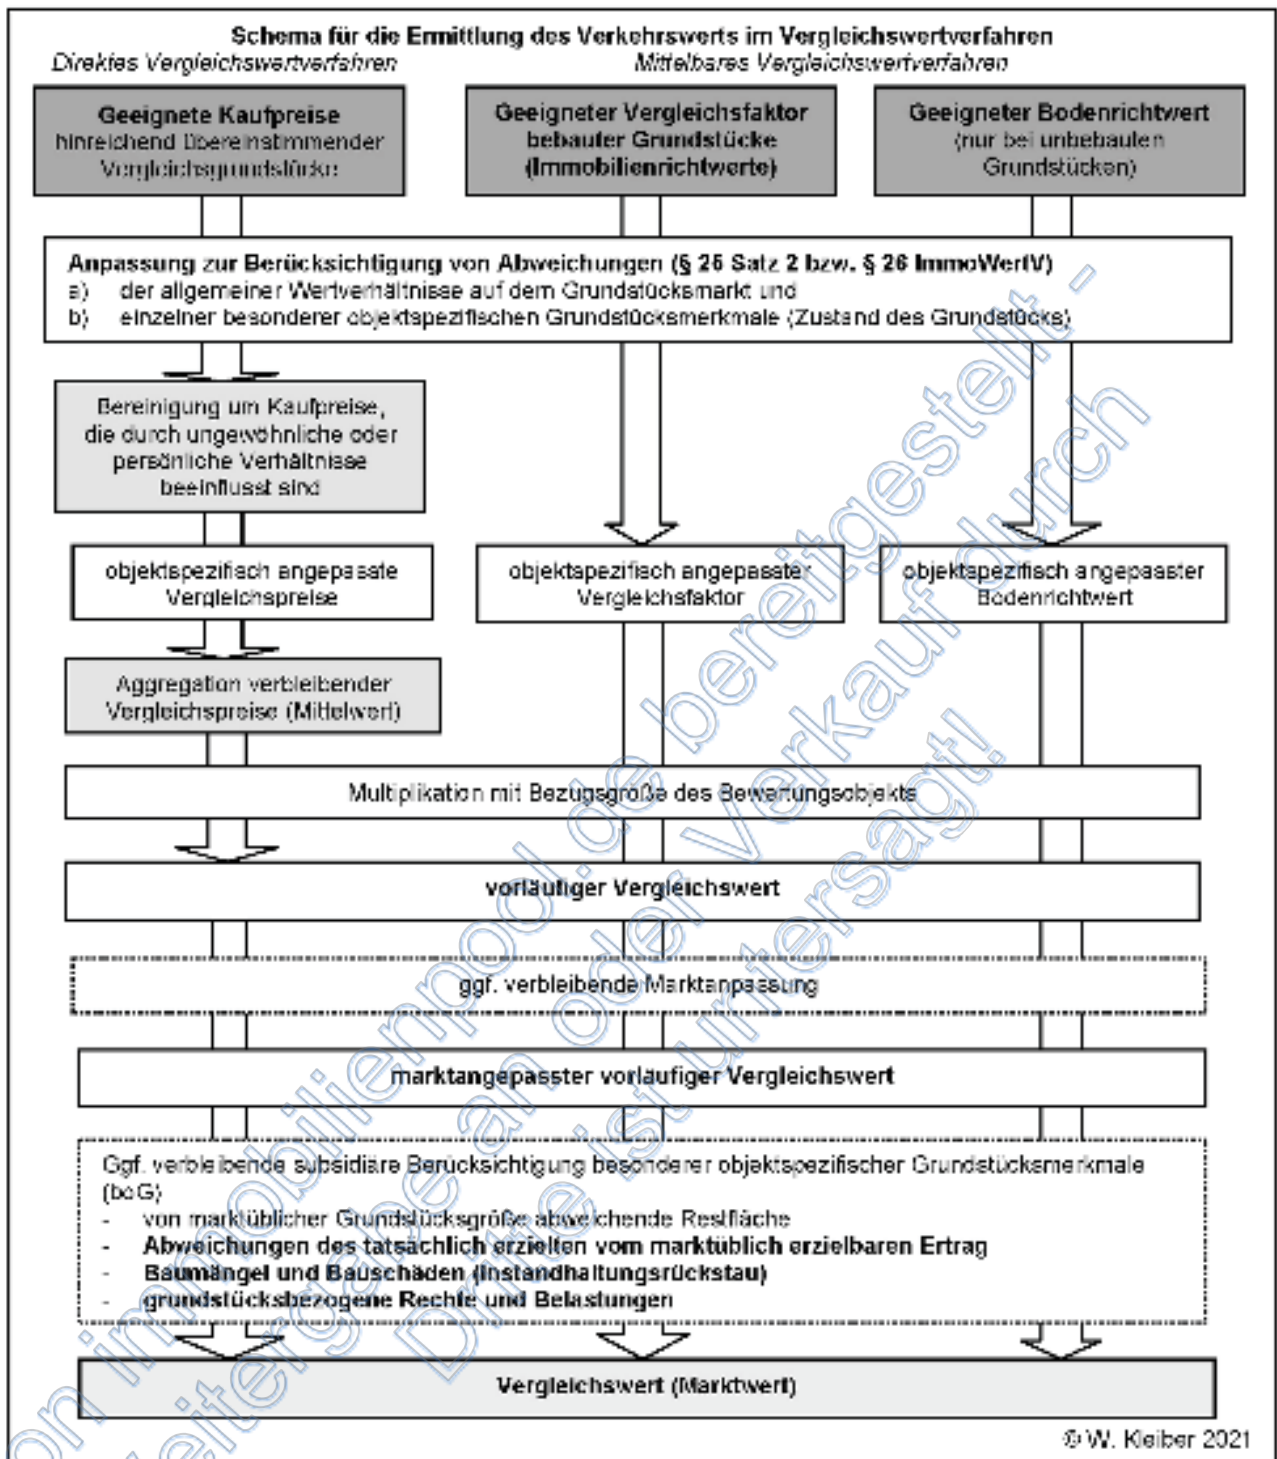 Schema für die Ermittlung des Verkehrswerts im Vergleichswertverfahren
Direktes Vergleichswertverfahren
Mittelbares Vergleichswertverfahren
Geeignete Kaufpreise
hinreichend übereinstimmender
Vergleichsgrundstücke
Geeigneter Vergleichsfaktor
bebauter Grundstücke
(Immobilienrichtwerte)
Geeigneter Bodenrichtwert
(nur bei unbebauten
Grundstücken)
Anpassung zur Berücksichtigung von Abweichungen (§ 25 Satz 2 bzw. § 26 ImmoWertV)
a) der allgemeiner Wertverhältnisse auf dem Grundstücksmarkt und
b) einzelner besonderer objektspezifischen Grundstücksmerkmale (Zustand des Grundstücks)
Bereinigung um Kaufpreise,
die durch ungewöhnliche oder
persönliche Verhältnisse
beeinflusst sind
objektspezifisch angepasste
Vergleichspreise
objektspezifisch angepasster
Vergleichsfaktor
objektspezifisch angepasster
Bodenrichtwert
Aggregation verbleibender
Vergleichspreise (Mittelwert)
Multiplikation mit Bezugsgröße des Bewertungsobjekts
vorläufiger Vergleichswert
ggf. verbleibende Marktanpassung
marktangepasster vorläufiger Vergleichswert
Ggf. verbleibende subsidiäre Berücksichtigung besonderer objektspezifischer Grundstücksmerkmale
(boG)
- von marktüblicher Grundstücksgröße abweichende Restfläche
- Abweichungen des tatsächlich erzielten vom marktüblich erzielbaren Ertrag
- Baumängel und Bauschäden (Instandhaltungsrückstau)
- grundstücksbezogene Rechte und Belastungen
Vergleichswert (Marktwert)
© W. Kleiber 2021
on immobilienpool.de bereitgestellt -
eitergabe an oder Verkauf durch
Dritte ist untersagt!